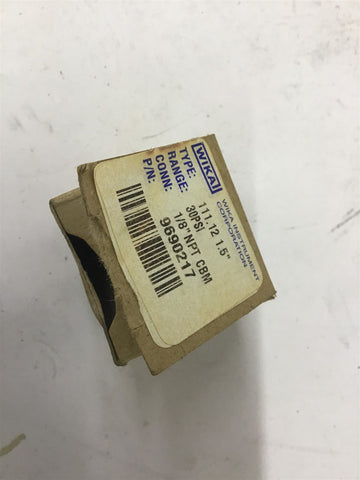 WIKA
WIKA INSTRUMENT
CORPORATION
TYPE: 111.12 1.5"
RANGE: 30PSI
CONN: 1/8"NPT CBM
P/N: 9690217